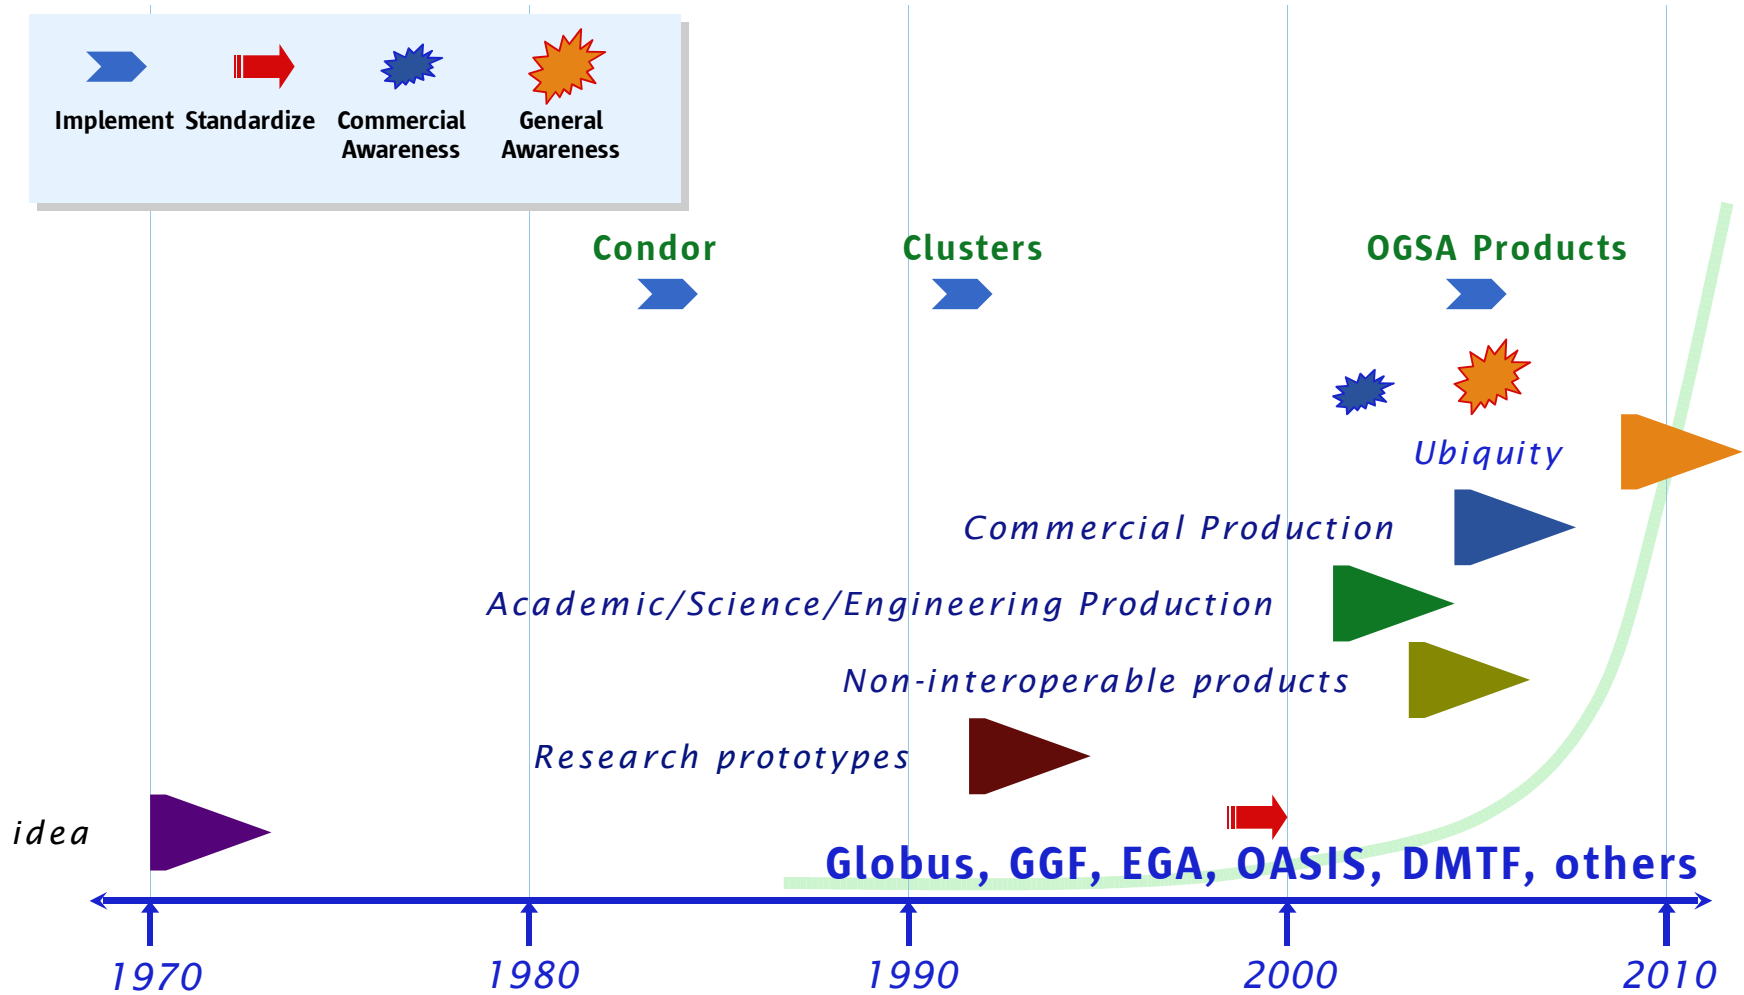 Implement Standardize Commercial Awareness General Awareness
Condor Clusters OGSA Products
Ubiquity
Commercial Production
Academic/Science/Engineering Production
Non-interoperable products
Research prototypes
idea
Globus, GGF, EGA, OASIS, DMTF, others
1970 1980 1990 2000 2010